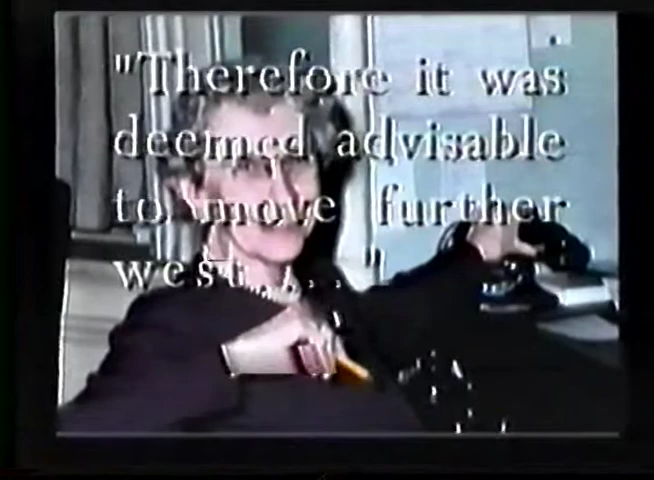 "Therefore it was
deemed advisable
to move further
west . . ."